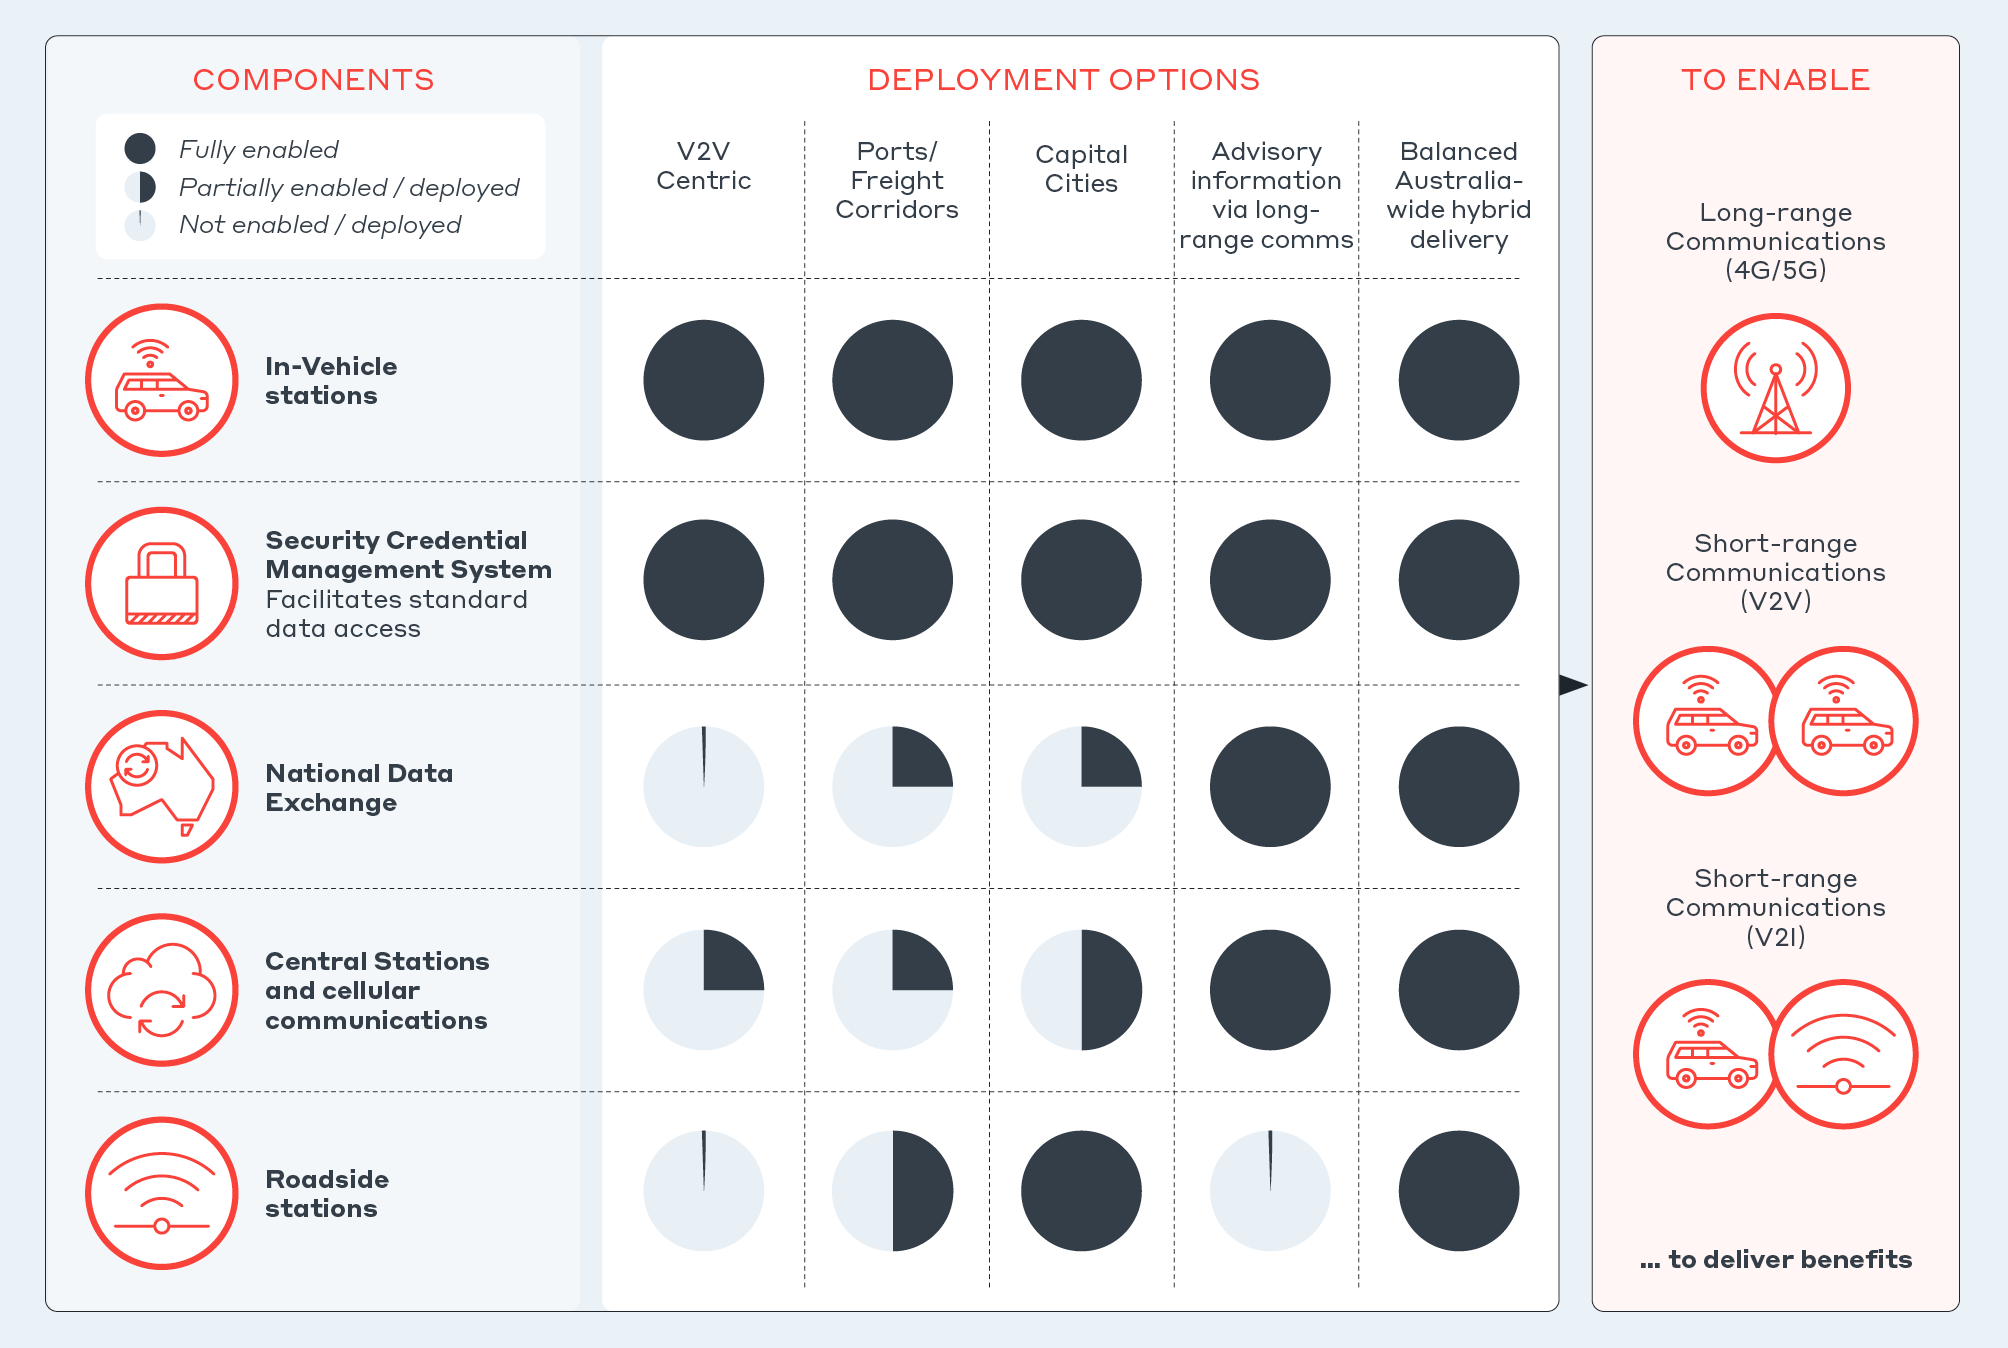 COMPONENTS
Fully enabled
Partially enabled / deployed
Not enabled / deployed
DEPLOYMENT OPTIONS
V2V
Centric
Ports/
Freight
Corridors
Capital
Cities
Advisory
information
via long-
range comms
Balanced
Australia-
wide hybrid
delivery
In-Vehicle
stations
Security Credential
Management System
Facilitates standard
data access
National Data
Exchange
Central Stations
and cellular
communications
Roadside
stations
TO ENABLE
Long-range
Communications
(4G/5G)
Short-range
Communications
(V2V)
Short-range
Communications
(V2I)
... to deliver benefits